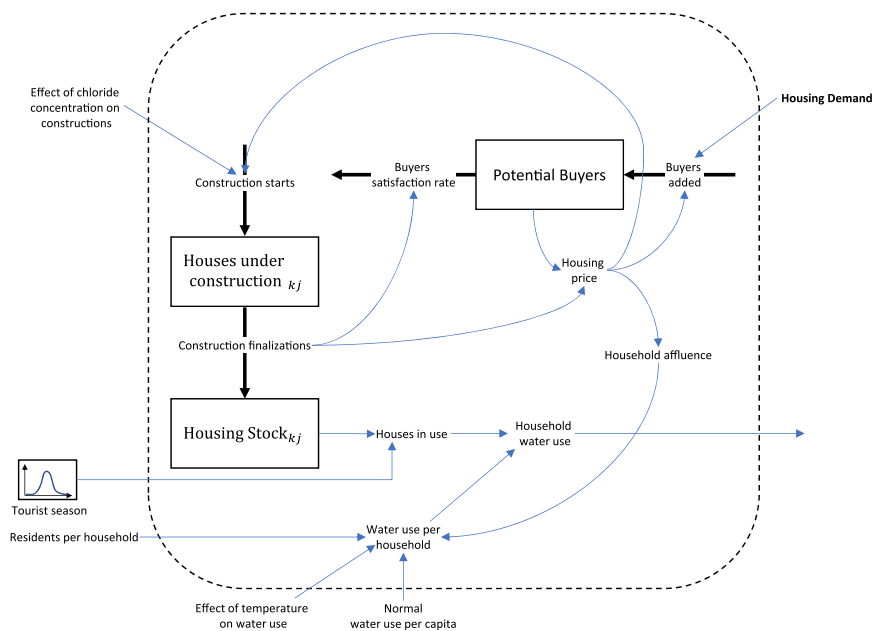 Effect of chloride
concentration on
constructions
Housing Demand
Construction starts
Buyers
satisfaction rate
Potential Buyers
Buyers
added
Houses under
construction kj
Housing
price
Construction finalizations
Household affluence
Housing Stockkj
Houses in use
Household
water use
Tourist season
Residents per household
Water use per
household
Effect of temperature
on water use
Normal
water use per capita